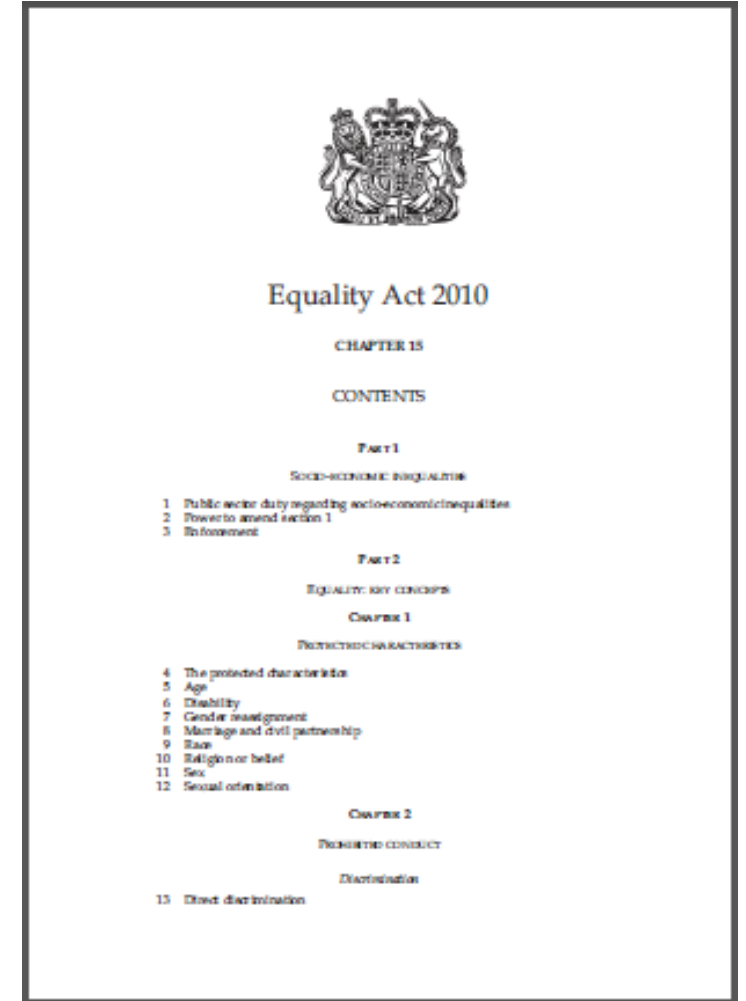 Equality Act 2010
CHAPTER 15
CONTENTS
PART 1
SOCIO-ECONOMIC INEQUALITIES
1 Public sector duty regarding socio-economic inequalities
2 Power to amend section 1
3 Enforcement
PART 2
EQUALITY: KEY CONCEPTS
CHAPTER 1
PROTECTED CHARACTERISTICS
4 The protected characteristics
5 Age
6 Disability
7 Gender reassignment
8 Marriage and civil partnership
9 Race
10 Religion or belief
11 Sex
12 Sexual orientation
CHAPTER 2
PROHIBITED CONDUCT
Discrimination
13 Direct discrimination